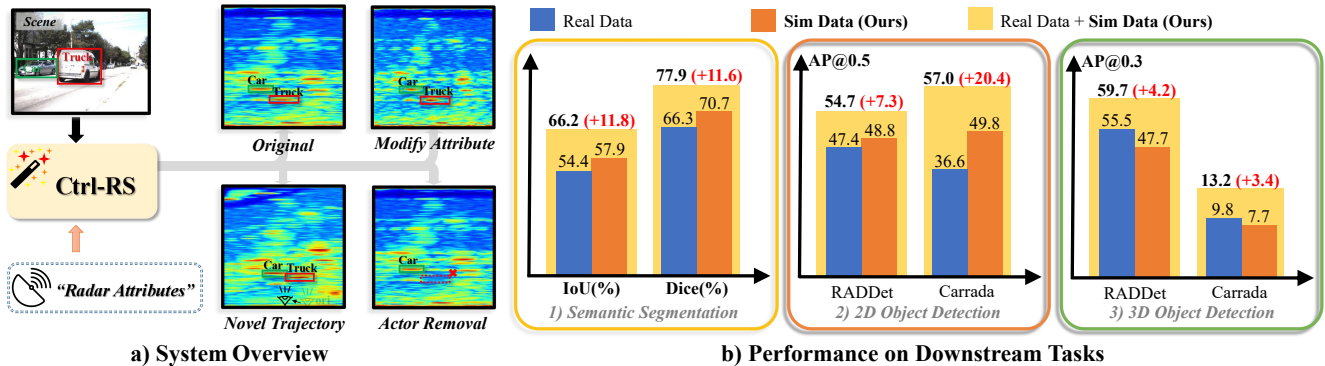 Scene
Truck
Ctrl-RS
“Radar Attributes”
Car
Truck
Original
Car
Truck
Modify Attribute
Car
Truck
Novel Trajectory
Car
Actor Removal
a) System Overview
Real Data
Sim Data (Ours)
Real Data + Sim Data (Ours)
66.2 (+11.8)
54.4
57.9
77.9 (+11.6)
66.3
70.7
IoU(%)
Dice(%)
1) Semantic Segmentation
AP@0.5
54.7 (+7.3)
47.4
48.8
57.0 (+20.4)
36.6
49.8
RADDet
Carrada
2) 2D Object Detection
AP@0.3
59.7 (+4.2)
55.5
47.7
13.2 (+3.4)
9.8
7.7
RADDet
Carrada
3) 3D Object Detection
b) Performance on Downstream Tasks